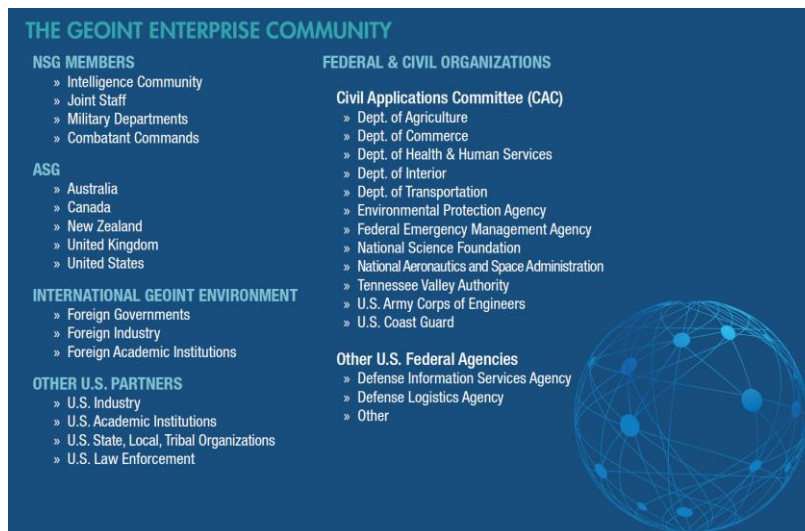 THE GEOINT ENTERPRISE COMMUNITY
NSG MEMBERS
» Intelligence Community
» Joint Staff
» Military Departments
» Combatant Commands
ASG
» Australia
» Canada
» New Zealand
» United Kingdom
» United States
INTERNATIONAL GEOINT ENVIRONMENT
» Foreign Governments
» Foreign Industry
» Foreign Academic Institutions
OTHER U.S. PARTNERS
» U.S. Industry
» U.S. Academic Institutions
» U.S. State, Local, Tribal Organizations
» U.S. Law Enforcement
FEDERAL & CIVIL ORGANIZATIONS
Civil Applications Committee (CAC)
» Dept. of Agriculture
» Dept. of Commerce
» Dept. of Health & Human Services
» Dept. of Interior
» Dept. of Transportation
» Environmental Protection Agency
» Federal Emergency Management Agency
» National Science Foundation
» National Aeronautics and Space Administration
» Tennessee Valley Authority
» U.S. Army Corps of Engineers
» U.S. Coast Guard
Other U.S. Federal Agencies
» Defense Information Services Agency
» Defense Logistics Agency
» Other